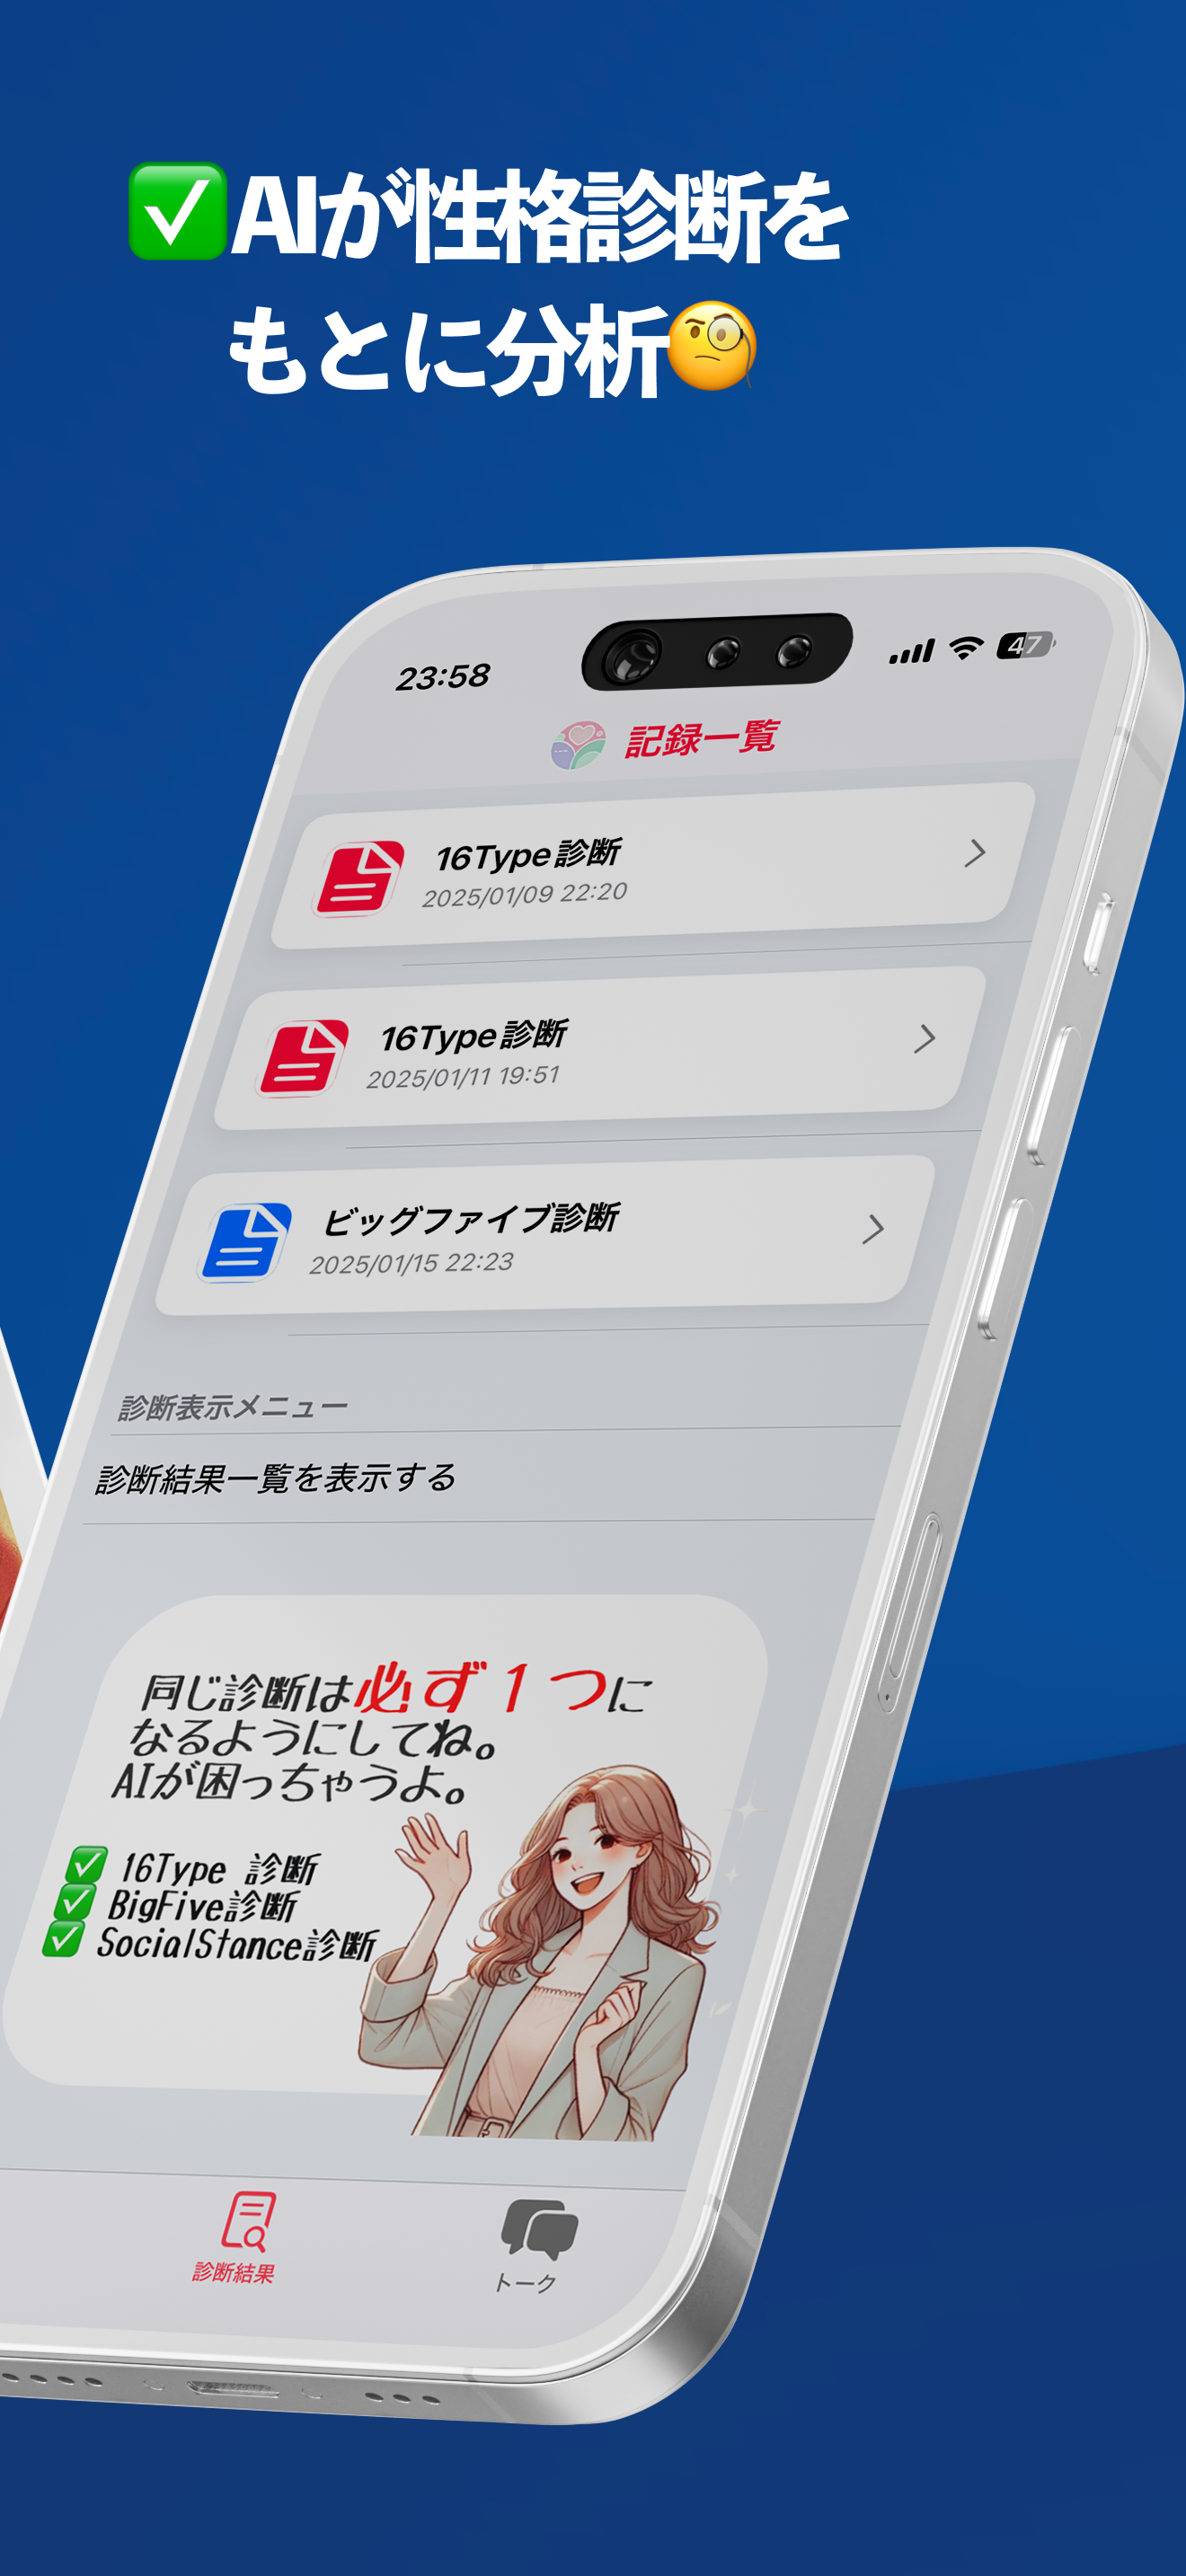 ✅AIが性格診断を
もとに分析🧐
23:58
47
記録一覧
16Type診断
2025/01/09 22:20
16Type診断
2025/01/11 19:51
ビッグファイブ診断
2025/01/15 22:23
診断表示メニュー
診断結果一覧を表示する
同じ診断は必ず1つに
なるようにしてね。
AIが困っちゃうよ。
✅ 16Type 診断
✅ BigFive診断
✅ SocialStance診断
診断結果
トーク